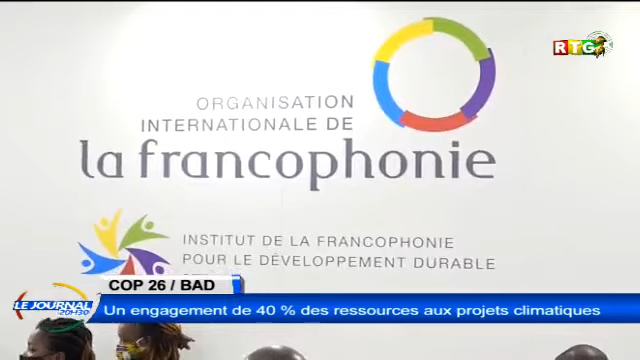 RTG
ORGANISATION
INTERNATIONALE DE
la francophonie
INSTITUT DE LA FRANCOPHONIE
POUR LE DÉVELOPPEMENT DURABLE
COP 26 / BAD
LE JOURNAL
20H30
Un engagement de 40 % des ressources aux projets climatiques